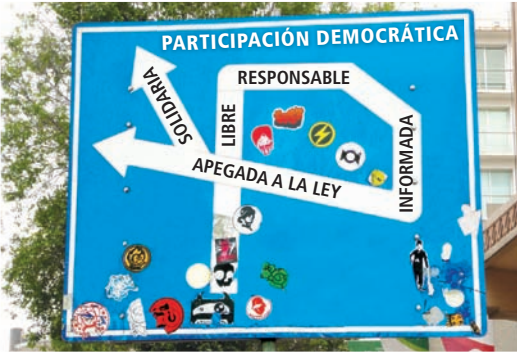 PARTICIPACIÓN DEMOCRÁTICA
RESPONSABLE
SOLIDARIA
LIBRE
INFORMADA
APEGADA A LA LEY